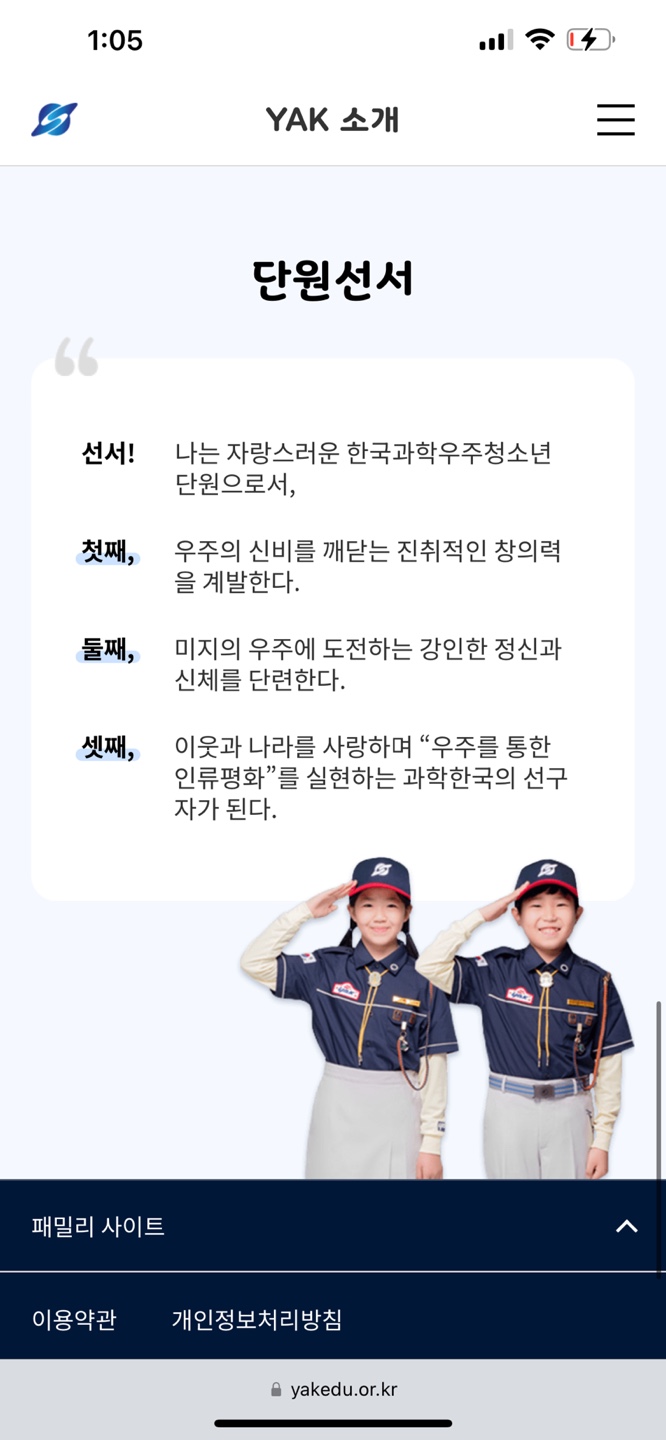 1:05
YAK 소개
단원선서
“
선서! 나는 자랑스러운 한국과학우주청소년
단원으로서,
첫째, 우주의 신비를 깨닫는 진취적인 창의력
을 계발한다.
둘째, 미지의 우주에 도전하는 강인한 정신과
신체를 단련한다.
셋째, 이웃과 나라를 사랑하며 “우주를 통한
인류평화”를 실현하는 과학한국의 선구
자가 된다.
패밀리 사이트
이용약관 개인정보처리방침
yakedu.or.kr